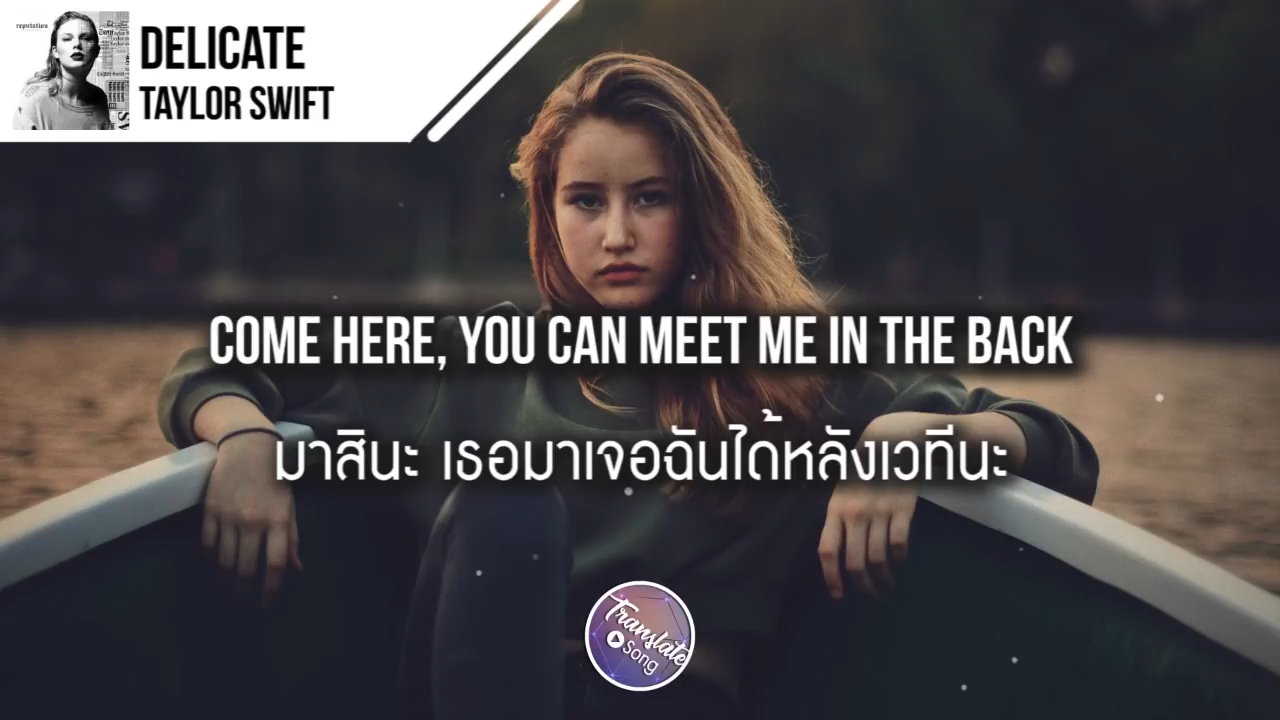 reputation
DELICATE
TAYLOR SWIFT
COME HERE, YOU CAN MEET ME IN THE BACK
มาสินะ เธอมาเจอฉันได้หลังเวทีนะ
Translate
Song